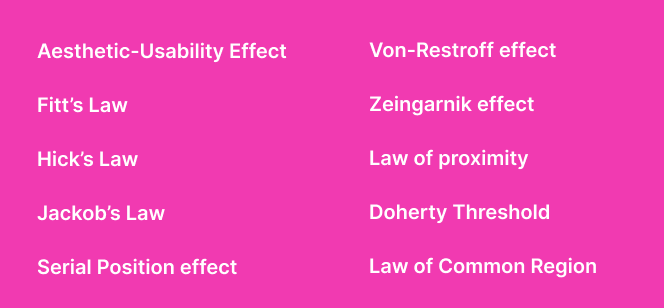 Aesthetic-Usability Effect
Fitt's Law
Hick's Law
Jackob's Law
Serial Position effect
Von-Restroff effect
Zeingarnik effect
Law of proximity
Doherty Threshold
Law of Common Region